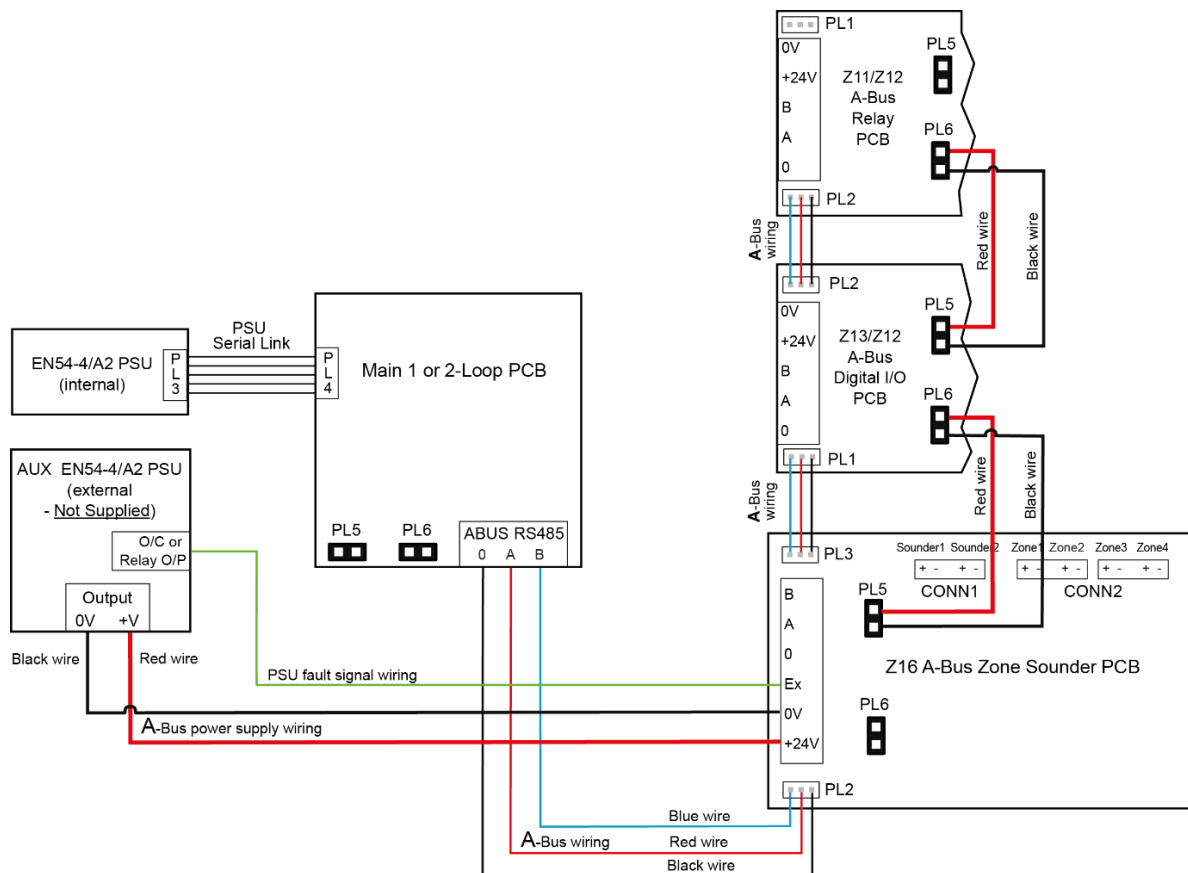 PL1
0V
+24V
B
A
0
Z11/Z12
A-Bus
Relay
PCB
PL5
PL6
PL2
A-Bus
wiring
Red wire
Black wire
PL2
0V
+24V
B
A
0
Z13/Z12
A-Bus
Digital I/O
PCB
PL5
PL6
PL1
A-Bus
wiring
Red wire
Black wire
EN54-4/A2 PSU
(internal)
P
L
3
PSU
Serial Link
P
L
4
Main 1 or 2-Loop PCB
PL5
PL6
ABUS RS485
0 A B
AUX EN54-4/A2 PSU
(external
- Not Supplied)
O/C or
Relay O/P
Output
0V +V
Black wire
Red wire
PSU fault signal wiring
A-Bus power supply wiring
PL3
Sounder1 Sounder2 Zone1 Zone2 Zone3 Zone4
+ - + - + - + - + - + -
CONN1
CONN2
B
A
0
Ex
0V
+24V
PL5
Z16 A-Bus Zone Sounder PCB
PL6
PL2
Blue wire
A-Bus wiring
Red wire
Black wire